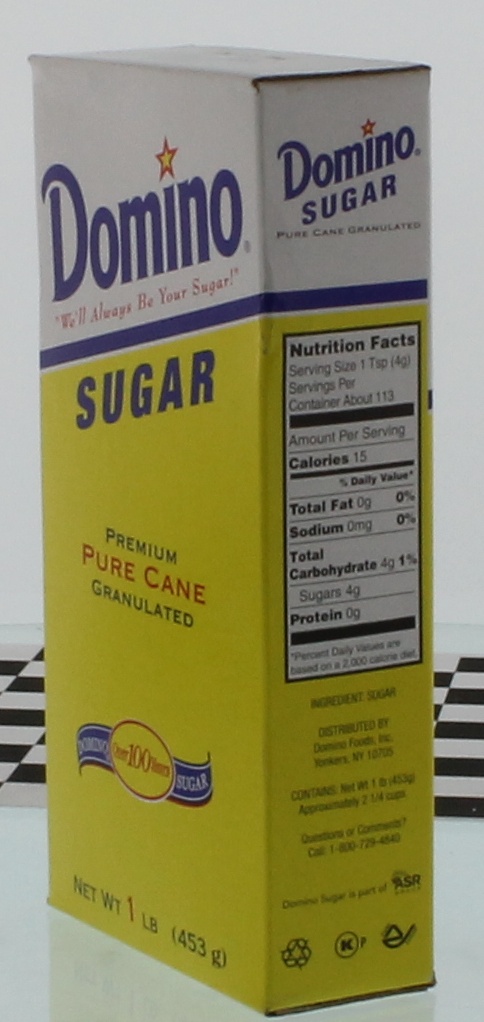 Domino®
"We'll Always Be Your Sugar!"
SUGAR
PREMIUM
PURE CANE
GRANULATED
DOMINO Over 100 Years SUGAR
NET WT 1 LB (453 g)
Domino®
SUGAR
PURE CANE GRANULATED
Nutrition Facts
Serving Size 1 Tsp (4g)
Servings Per
Container About 113
Amount Per Serving
Calories 15
% Daily Value*
Total Fat 0g 0%
Sodium 0mg 0%
Total
Carbohydrate 4g 1%
Sugars 4g
Protein 0g
*Percent Daily Values are
based on a 2,000 calorie diet.
INGREDIENT: SUGAR
DISTRIBUTED BY
Domino Foods, Inc.
Yonkers, NY 10705
CONTAINS: Net Wt 1 lb (453g)
Approximately 2 1/4 cups
Questions or Comments?
Call: 1-800-729-4840
Domino Sugar is part of ASR
K P